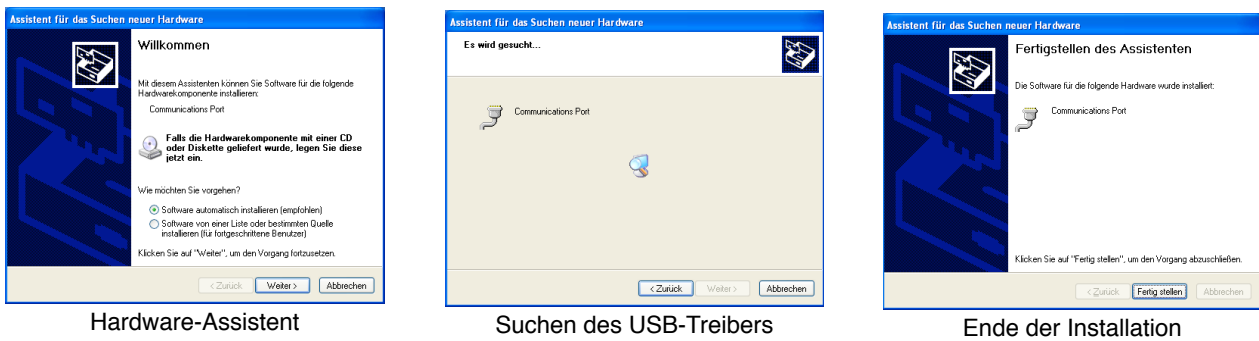 Assistent für das Suchen neuer Hardware
Willkommen
Mit diesem Assistenten können Sie Software für die folgende
Hardwarekomponente installieren:
Communications Port
Falls die Hardwarekomponente mit einer CD
oder Diskette geliefert wurde, legen Sie diese
jetzt ein.
Wie möchten Sie vorgehen?
Software automatisch installieren (empfohlen)
Software von einer Liste oder bestimmten Quelle
installieren (für fortgeschrittene Benutzer)
Klicken Sie auf "Weiter", um den Vorgang fortzusetzen.
< Zurück Weiter > Abbrechen
Hardware-Assistent
Assistent für das Suchen neuer Hardware
Es wird gesucht...
Communications Port
< Zurück Weiter > Abbrechen
Suchen des USB-Treibers
Assistent für das Suchen neuer Hardware
Fertigstellen des Assistenten
Die Software für die folgende Hardware wurde installiert:
Communications Port
Klicken Sie auf "Fertig stellen", um den Vorgang abzuschließen.
< Zurück Fertig stellen Abbrechen
Ende der Installation